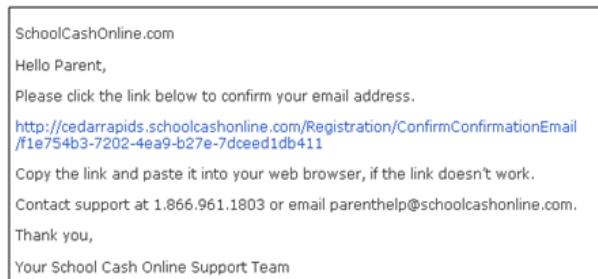 SchoolCashOnline.com
Hello Parent,
Please click the link below to confirm your email address.
http://cedarrapids.schoolcashonline.com/Registration/ConfirmConfirmationEmail
/f1e754b3-7202-4ea9-b27e-7dceed1db411
Copy the link and paste it into your web browser, if the link doesn't work.
Contact support at 1.866.961.1803 or email parenthelp@schoolcashonline.com.
Thank you,
Your School Cash Online Support Team